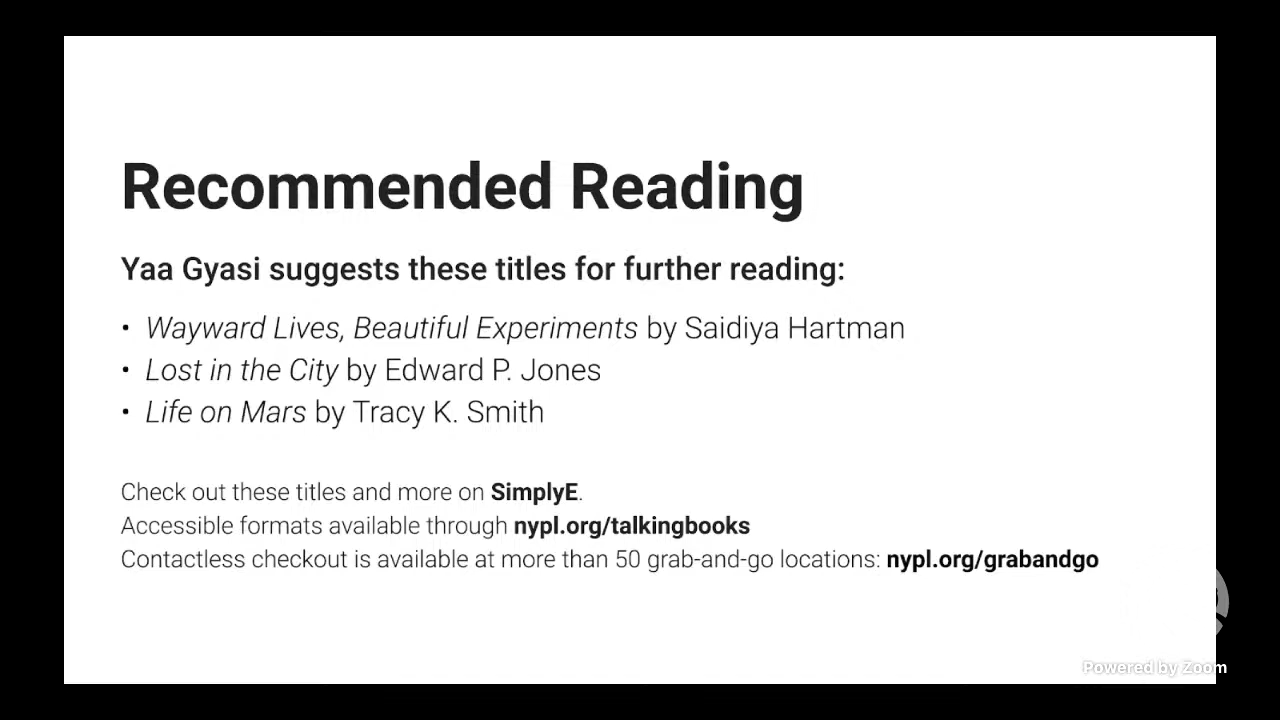 Recommended Reading
Yaa Gyasi suggests these titles for further reading:
• Wayward Lives, Beautiful Experiments by Saidiya Hartman
• Lost in the City by Edward P. Jones
• Life on Mars by Tracy K. Smith
Check out these titles and more on SimplyE.
Accessible formats available through nypl.org/talkingbooks
Contactless checkout is available at more than 50 grab-and-go locations: nypl.org/grabandgo
Powered by Zoom